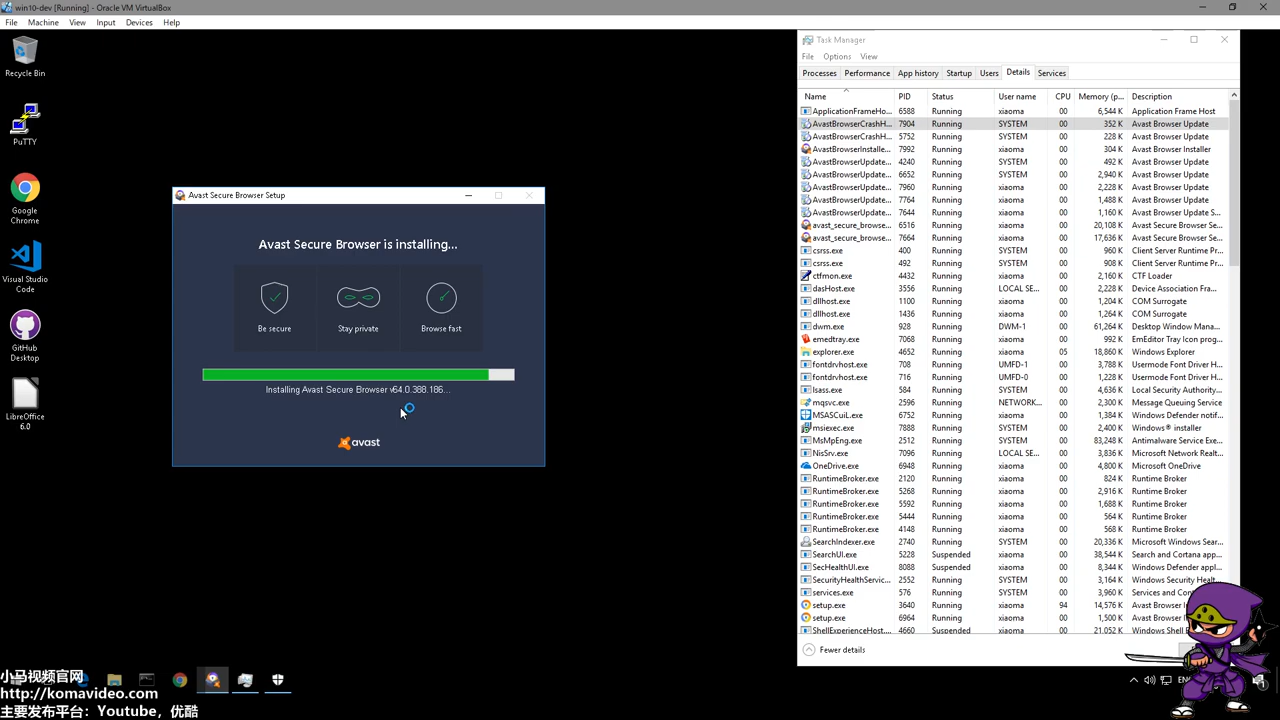 win10-dev [Running] - Oracle VM VirtualBox
File Machine View Input Devices Help
Recycle Bin
PuTTY
Google
Chrome
Visual Studio
Code
GitHub
Desktop
LibreOffice
6.0
Avast Secure Browser Setup
Avast Secure Browser is installing...
Be secure Stay private Browse fast
Installing Avast Secure Browser v64.0.388.186...
avast
Task Manager
File Options View
Processes Performance App history Startup Users Details Services
Name PID Status User name CPU Memory (p... Description
ApplicationFrameHo... 6588 Running xiaoma 00 6,544 K Application Frame Host
AvastBrowserCrashH... 7904 Running SYSTEM 00 352 K Avast Browser Update
AvastBrowserCrashH... 5752 Running SYSTEM 00 228 K Avast Browser Update
AvastBrowserInstalle... 7992 Running xiaoma 00 304 K Avast Browser Installer
AvastBrowserUpdate... 4240 Running SYSTEM 00 492 K Avast Browser Update
AvastBrowserUpdate... 6652 Running SYSTEM 00 2,940 K Avast Browser Update
AvastBrowserUpdate... 7960 Running xiaoma 00 2,228 K Avast Browser Update
AvastBrowserUpdate... 7764 Running xiaoma 00 1,488 K Avast Browser Update
AvastBrowserUpdate... 7644 Running xiaoma 00 1,160 K Avast Browser Update S...
avast_secure_browse... 6516 Running xiaoma 00 20,108 K Avast Secure Browser Se...
avast_secure_browse... 7664 Running xiaoma 00 17,636 K Avast Secure Browser Se...
csrss.exe 400 Running SYSTEM 00 960 K Client Server Runtime Pr...
csrss.exe 492 Running SYSTEM 00 908 K Client Server Runtime Pr...
ctfmon.exe 4432 Running xiaoma 00 2,160 K CTF Loader
dasHost.exe 3556 Running LOCAL SE... 00 2,228 K Device Association Fra...
dllhost.exe 1100 Running xiaoma 00 1,204 K COM Surrogate
dllhost.exe 1436 Running xiaoma 00 1,304 K COM Surrogate
dwm.exe 928 Running DWM-1 00 61,264 K Desktop Window Mana...
emedtray.exe 7068 Running xiaoma 00 992 K EmEditor Tray Icon prog...
explorer.exe 4652 Running xiaoma 05 18,860 K Windows Explorer
fontdrvhost.exe 708 Running UMFD-1 00 3,208 K Usermode Font Driver H...
fontdrvhost.exe 716 Running UMFD-0 00 1,328 K Usermode Font Driver H...
lsass.exe 584 Running SYSTEM 00 4,636 K Local Security Authority...
mqsvc.exe 2356 Running NETWORK... 00 2,300 K Message Queuing Service
MSASCuiL.exe 6752 Running xiaoma 00 1,384 K Windows Defender notif...
msiexec.exe 7888 Running SYSTEM 00 2,400 K Windows® installer
MsMpEng.exe 2512 Running SYSTEM 00 83,248 K Antimalware Service Exe...
NisSrv.exe 7096 Running LOCAL SE... 00 3,836 K Microsoft Network Realt...
OneDrive.exe 6948 Running xiaoma 00 4,800 K Microsoft OneDrive
RuntimeBroker.exe 2120 Running xiaoma 00 824 K Runtime Broker
RuntimeBroker.exe 5268 Running xiaoma 00 2,916 K Runtime Broker
RuntimeBroker.exe 5592 Running xiaoma 00 1,688 K Runtime Broker
RuntimeBroker.exe 5444 Running xiaoma 00 564 K Runtime Broker
RuntimeBroker.exe 4148 Running xiaoma 00 568 K Runtime Broker
SearchIndexer.exe 2740 Running SYSTEM 00 20,336 K Microsoft Windows Sear...
SearchUI.exe 5228 Suspended xiaoma 00 38,544 K Search and Cortana app...
SecHealthUI.exe 8088 Suspended xiaoma 00 8,344 K Windows Defender appl...
SecurityHealthServic... 2552 Running SYSTEM 00 3,164 K Windows Security Healt...
services.exe 576 Running SYSTEM 00 3,960 K Services and Con
setup.exe 3640 Running SYSTEM 94 14,576 K Avast Browser I
setup.exe 6964 Running SYSTEM 00 1,500 K Avast Browser
ShellExperienceHost... 4660 Suspended xiaoma 00 21,052 K Windows Shell E
Fewer details
小马视频官网
http://komavideo.com
主要发布平台：Youtube，优酷